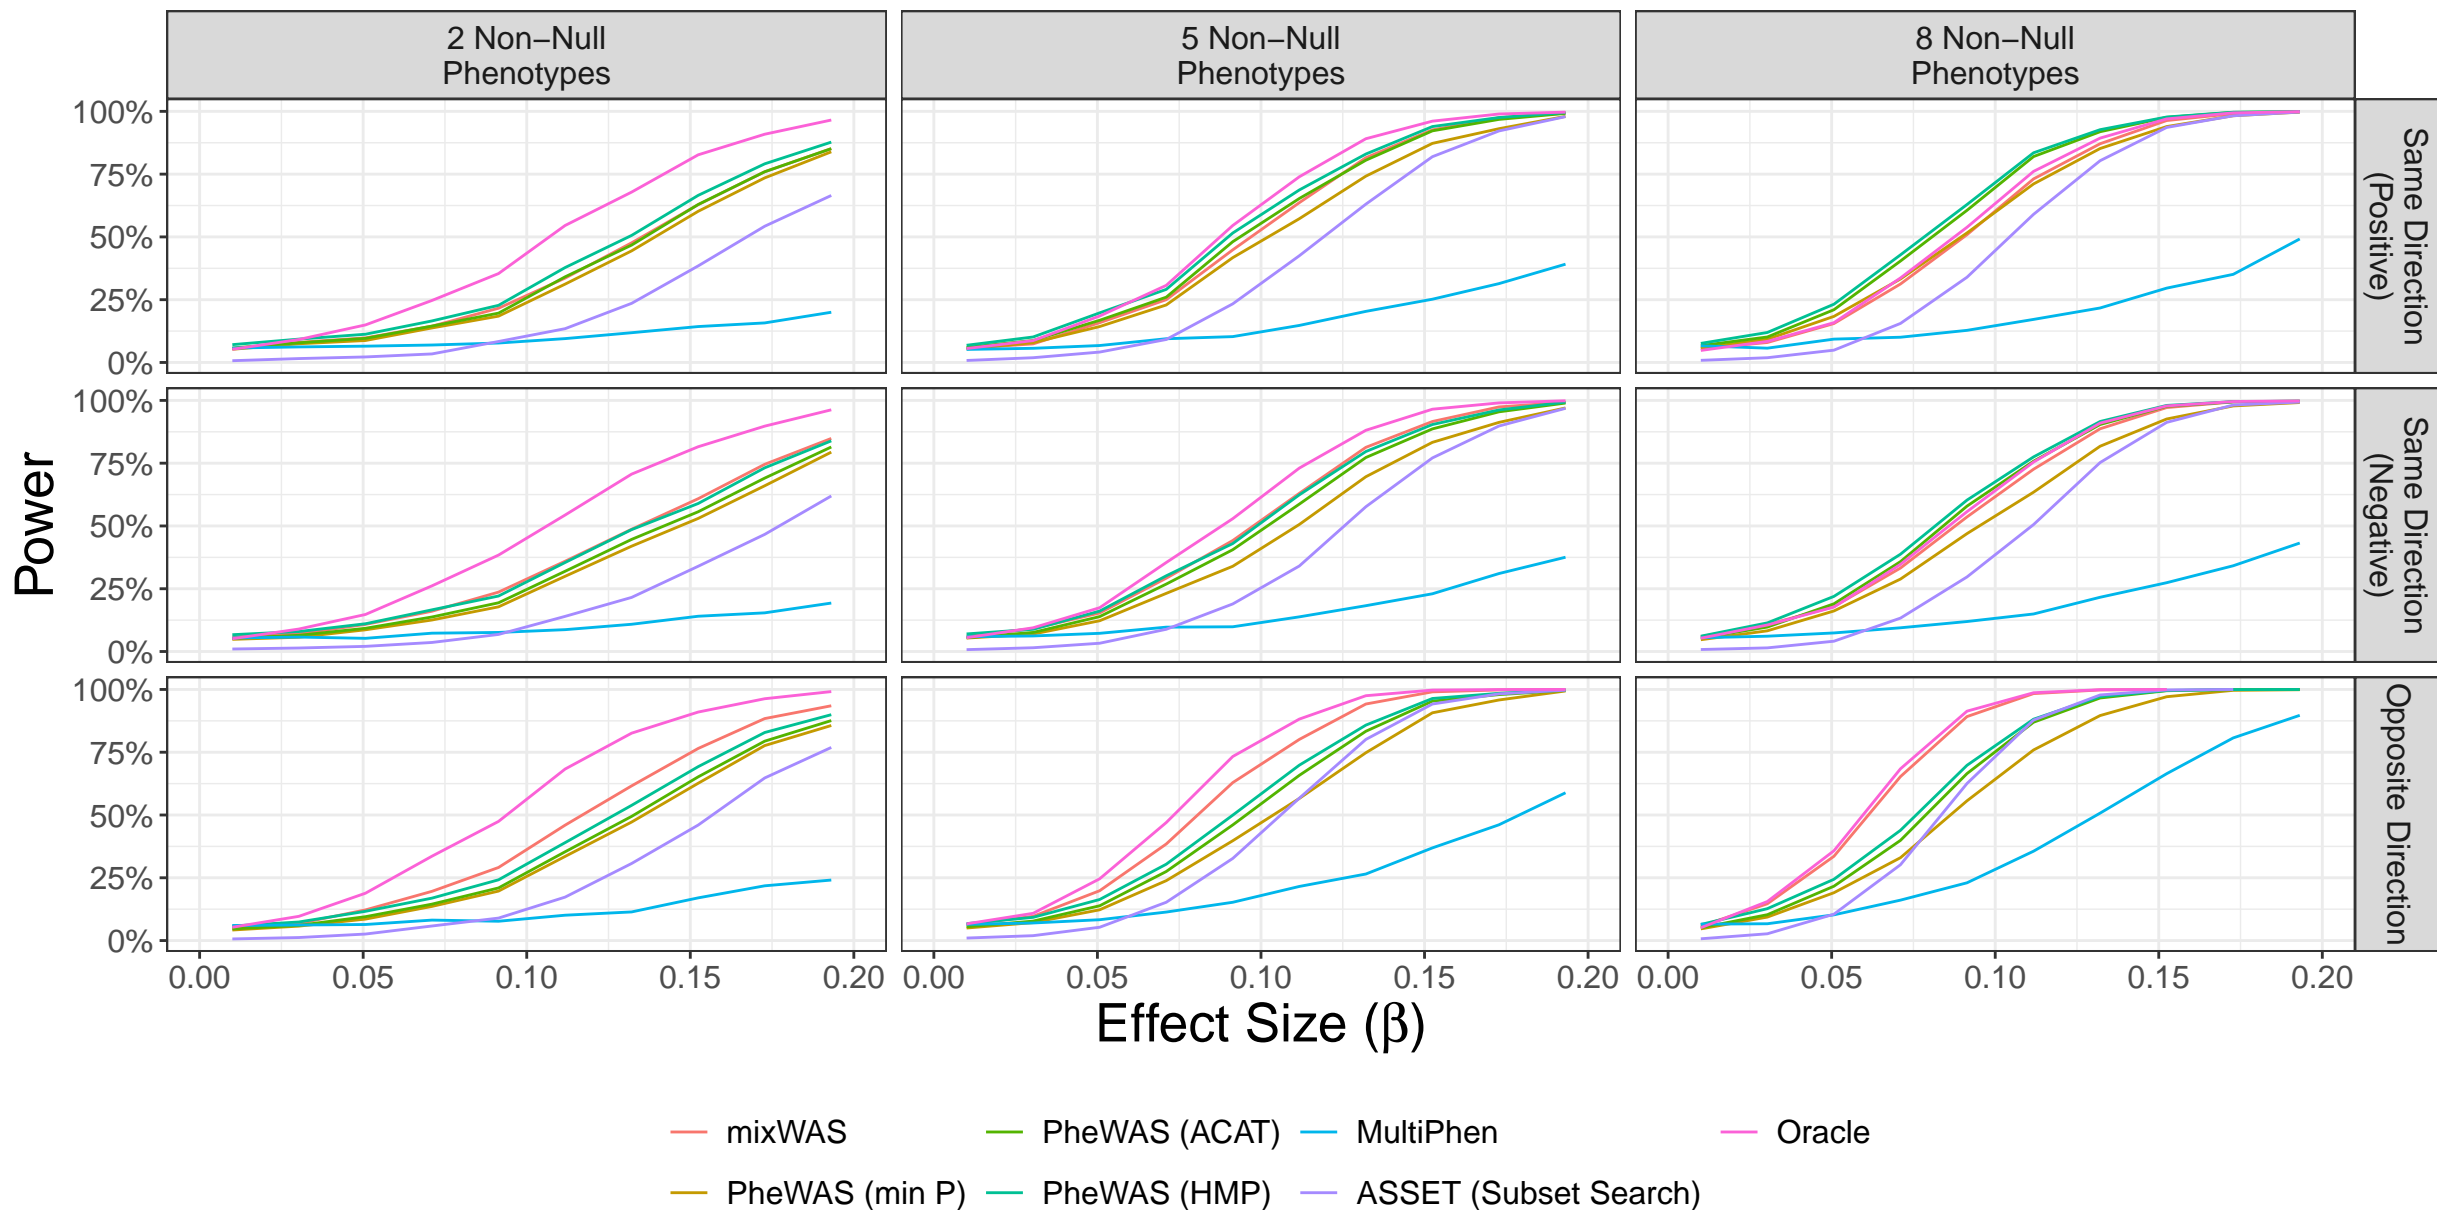 2 Non−Null
Phenotypes
5 Non−Null
Phenotypes
8 Non−Null
Phenotypes
100%
75%
50%
25%
0%
Same Direction
(Positive)
100%
75%
50%
25%
0%
Same Direction
(Negative)
100%
75%
50%
25%
0%
Opposite Direction
Power
0.00 0.05 0.10 0.15 0.20
0.00 0.05 0.10 0.15 0.20
0.00 0.05 0.10 0.15 0.20
Effect Size (β)
mixWAS PheWAS (ACAT) MultiPhen Oracle
PheWAS (min P) PheWAS (HMP) ASSET (Subset Search)